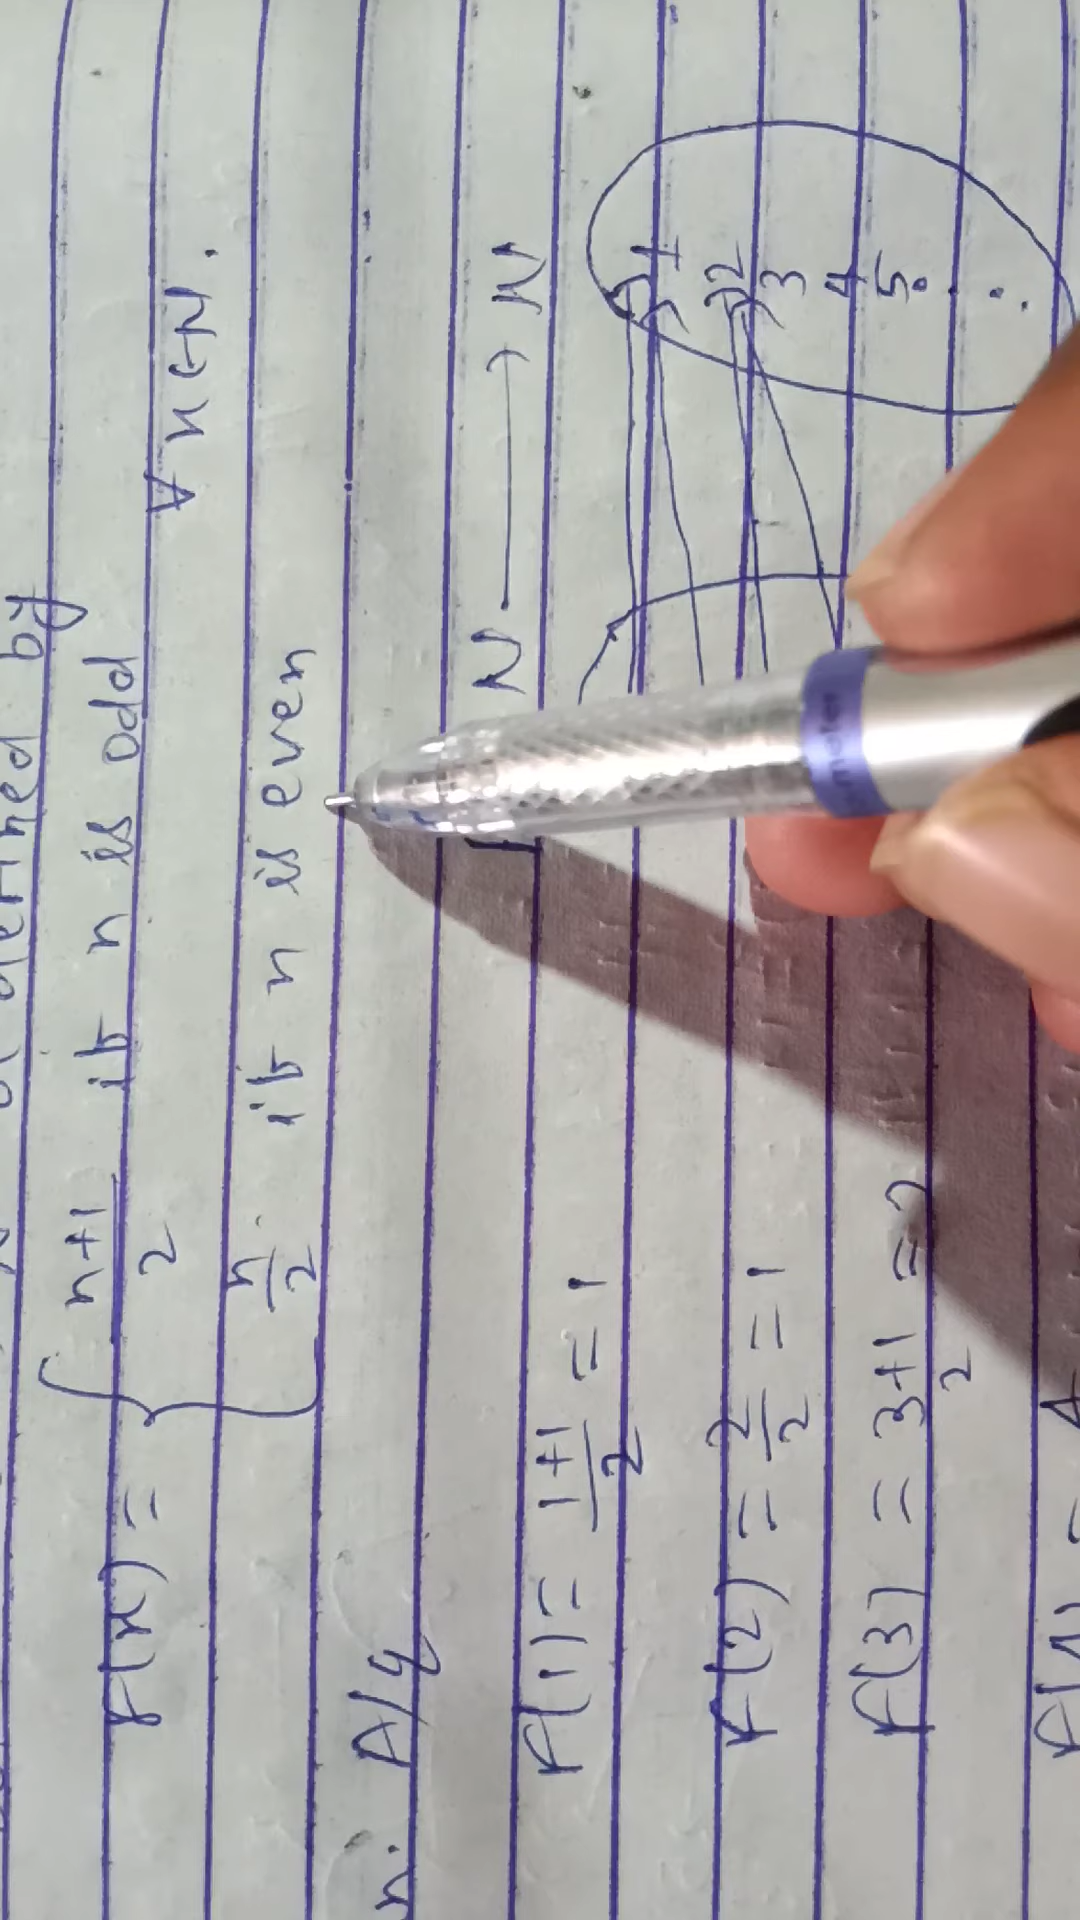 defined by
f(x) = { n+1/2 if n is odd ∀ n ∈ N.
n/2 if n is even
n. A/q
N → N
f(1) = 1+1/2 = 1
f(2) = 2/2 = 1
f(3) = 3+1/2 = 2
1
2
3
4
5